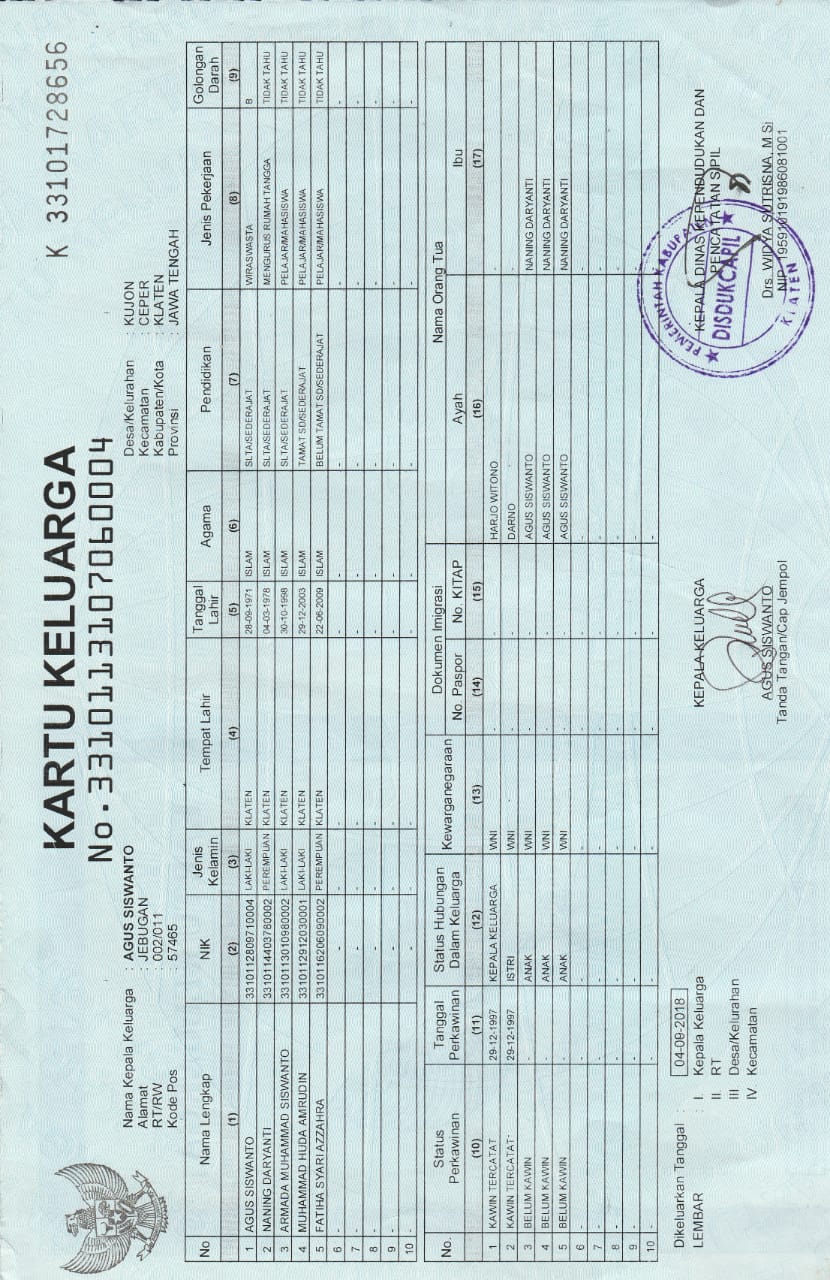 K 33101728656
KARTU KELUARGA
No. 3310113107060004
Nama Kepala Keluarga : AGUS SISWANTO
Alamat : JEBUGAN
RT/RW : 002/011
Kode Pos : 57465
Desa/Kelurahan : KUJON
Kecamatan : CEPER
Kabupaten/Kota : KLATEN
Provinsi : JAWA TENGAH
No Nama Lengkap NIK Jenis Kelamin Tempat Lahir Tanggal Lahir Agama Pendidikan Jenis Pekerjaan Golongan Darah
(1) (2) (3) (4) (5) (6) (7) (8) (9)
1 AGUS SISWANTO 3310112809710004 LAKI-LAKI KLATEN 28-09-1971 ISLAM SLTA/SEDERAJAT WIRASWASTA B
2 NANING DARYANTI 3310114403780002 PEREMPUAN KLATEN 04-03-1978 ISLAM SLTA/SEDERAJAT MENGURUS RUMAH TANGGA TIDAK TAHU
3 ARMADA MUHAMMAD SISWANTO 3310113010980002 LAKI-LAKI KLATEN 30-10-1998 ISLAM SLTA/SEDERAJAT PELAJAR/MAHASISWA TIDAK TAHU
4 MUHAMMAD HUDA AMRUDIN 3310112912030001 LAKI-LAKI KLATEN 29-12-2003 ISLAM TAMAT SD/SEDERAJAT PELAJAR/MAHASISWA TIDAK TAHU
5 FATIHA SYARI AZZAHRA 3310116206090002 PEREMPUAN KLATEN 22-06-2009 ISLAM BELUM TAMAT SD/SEDERAJAT PELAJAR/MAHASISWA TIDAK TAHU
6 - - - - - - - - -
7 - - - - - - - - -
8 - - - - - - - - -
9 - - - - - - - - -
10 - - - - - - - - -
No. Status Perkawinan Tanggal Perkawinan Status Hubungan Dalam Keluarga Kewarganegaraan Dokumen Imigrasi Nama Orang Tua
No. Paspor No. KITAP Ayah Ibu
(10) (11) (12) (13) (14) (15) (16) (17)
1 KAWIN TERCATAT 29-12-1997 KEPALA KELUARGA WNI - - HARJO WITONO -
2 KAWIN TERCATAT 29-12-1997 ISTRI WNI - - DARNO -
3 BELUM KAWIN - ANAK WNI - - AGUS SISWANTO NANING DARYANTI
4 BELUM KAWIN - ANAK WNI - - AGUS SISWANTO NANING DARYANTI
5 BELUM KAWIN - ANAK WNI - - AGUS SISWANTO NANING DARYANTI
6 - - - - - - - -
7 - - - - - - - -
8 - - - - - - - -
9 - - - - - - - -
10 - - - - - - - -
Dikeluarkan Tanggal :
LEMBAR : I. Kepala Keluarga
II. RT
III Desa/Kelurahan
IV Kecamatan
KEPALA KELUARGA
AGUS SISWANTO
Tanda Tangan/Cap Jempol
KEPALA DINAS KEPENDUDUKAN DAN
PENCATATAN SIPIL
PEMERINTAH KABUPATEN
DISDUKCAPIL
KLATEN
Drs. WIDYA SUTRISNA, M.Si
NIP. 195910191986081001